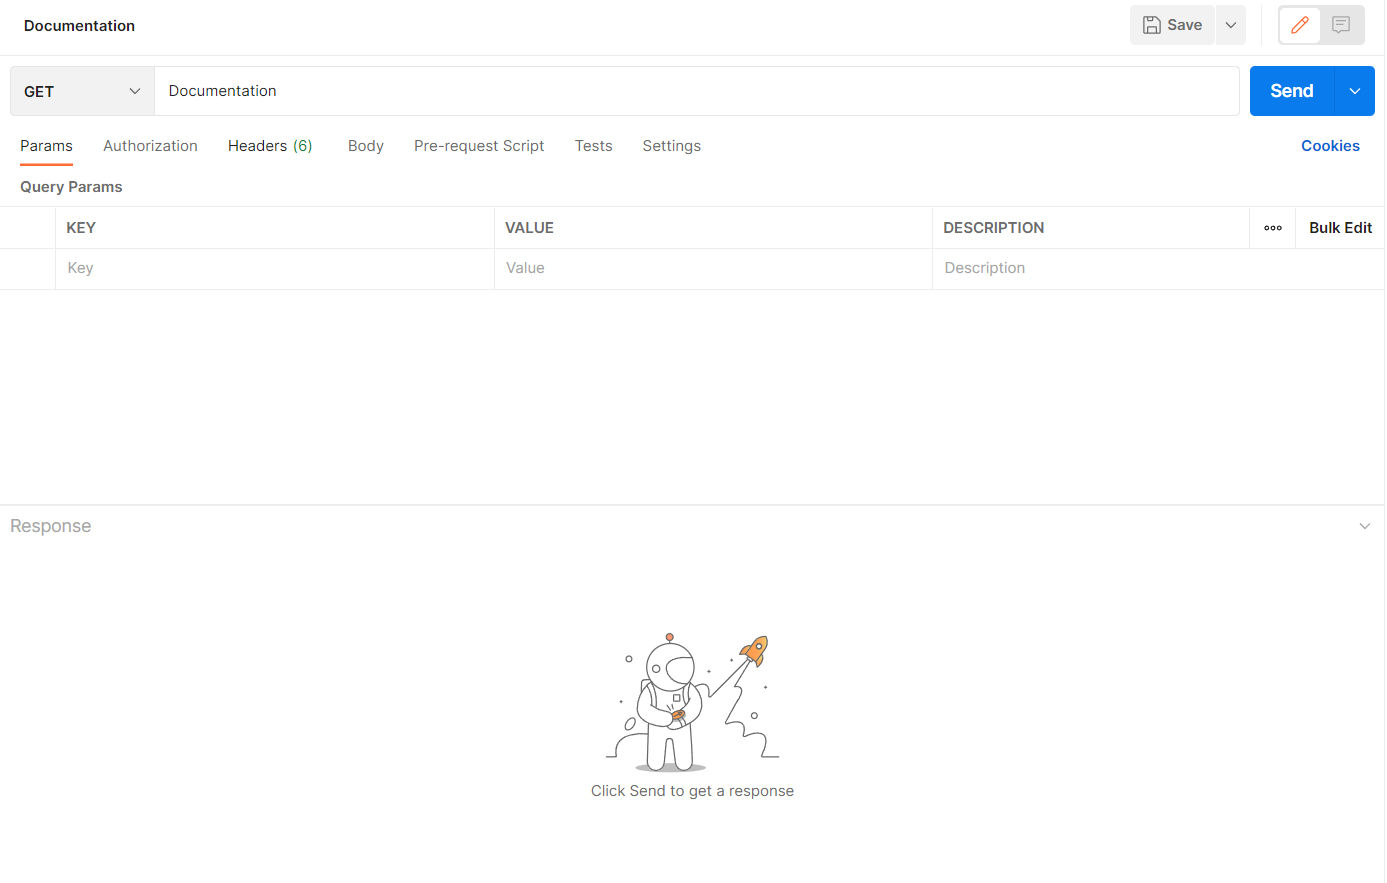 Documentation
Save
GET
Documentation
Send
Params Authorization Headers (6) Body Pre-request Script Tests Settings Cookies
Query Params
KEY VALUE DESCRIPTION Bulk Edit
Key Value Description
Response
Click Send to get a response